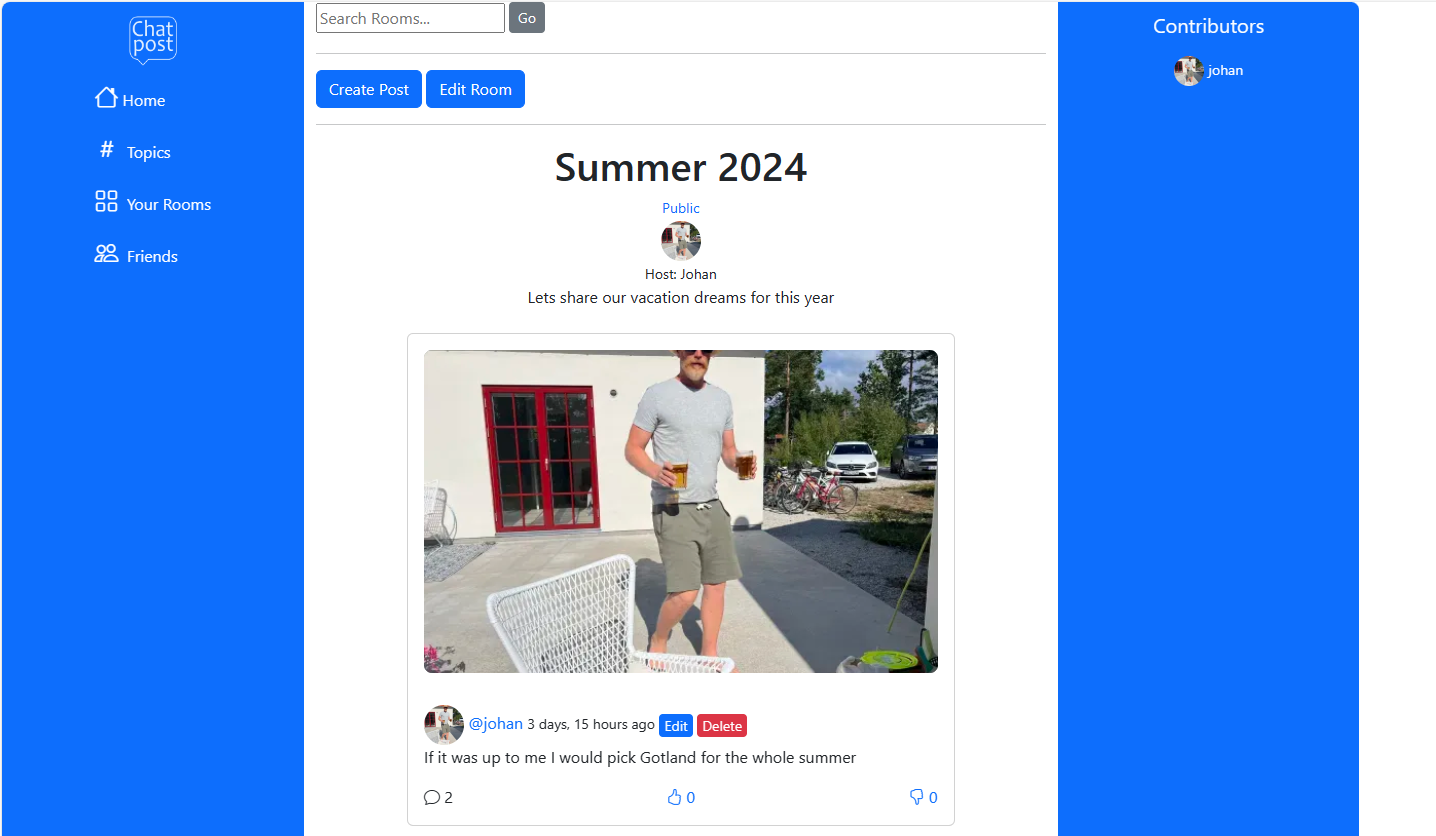 Chat
post
Home
# Topics
Your Rooms
Friends
Search Rooms... Go
Create Post Edit Room
Summer 2024
Public
Host: Johan
Lets share our vacation dreams for this year
@johan 3 days, 15 hours ago Edit Delete
If it was up to me I would pick Gotland for the whole summer
2 0 0
Contributors
johan